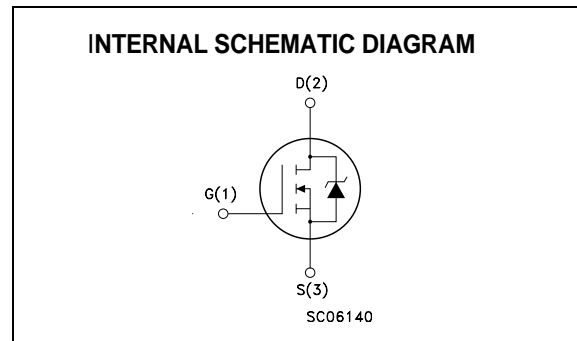 INTERNAL SCHEMATIC DIAGRAM
D(2)
G(1)
S(3)
SC06140